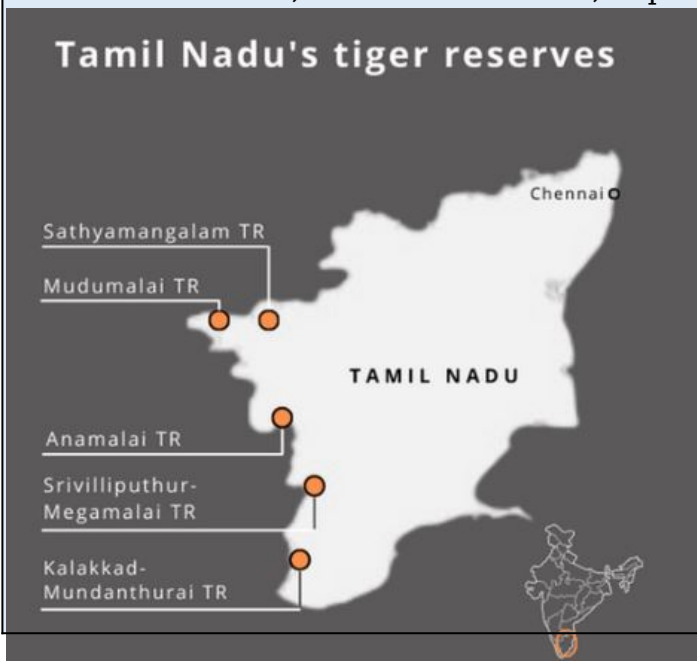 Tamil Nadu's tiger reserves
Chennai
Sathyamangalam TR
Mudumalai TR
TAMIL NADU
Anamalai TR
Srivilliputhur-
Megamalai TR
Kalakkad-
Mundanthurai TR